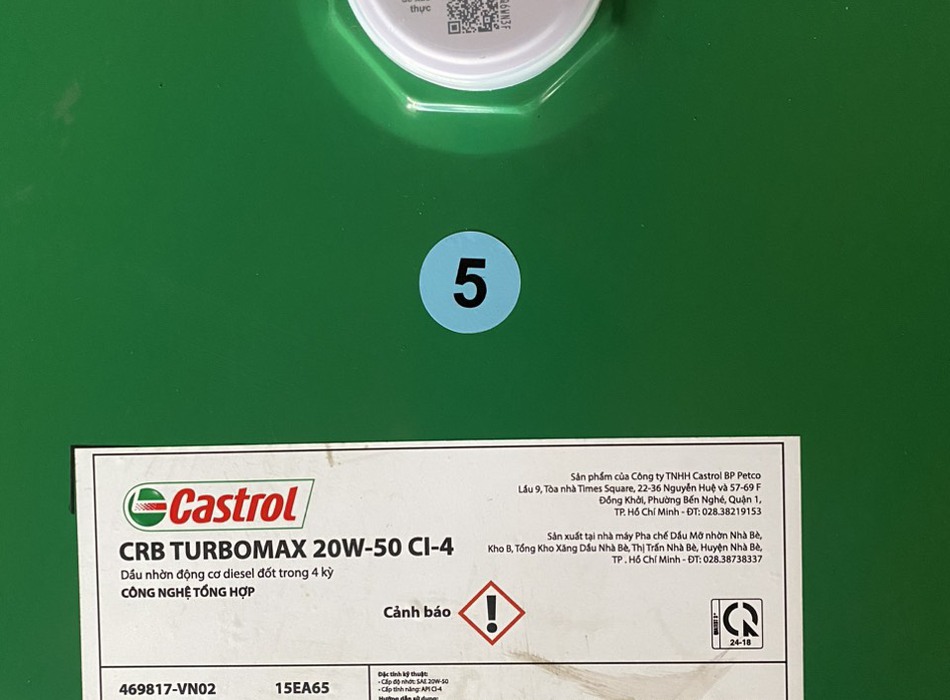 thực
5
Castrol
CRB TURBOMAX 20W-50 CI-4
Dầu nhờn động cơ diesel đốt trong 4 kỳ
CÔNG NGHỆ TỔNG HỢP
Sản phẩm của Công ty TNHH Castrol BP Petco
Lầu 9, Tòa nhà Times Square, 22-36 Nguyễn Huệ và 57-69 F
Đồng Khởi, Phường Bến Nghé, Quận 1,
TP. Hồ Chí Minh - ĐT: 028.38219153
Sản xuất tại nhà máy Pha chế Dầu Mỡ nhờn Nhà Bè,
Kho B, Tổng Kho Xăng Dầu Nhà Bè, Thị Trấn Nhà Bè, Huyện Nhà Bè,
TP . Hồ Chí Minh - ĐT: 028.38738337
Cảnh báo
24-18
469817-VN02 15EA65
Đặc tính kỹ thuật:
- Cấp độ nhớt: SAE 20W-50
- Cấp tính năng: API CI-4
Hướng dẫn sử dụng: